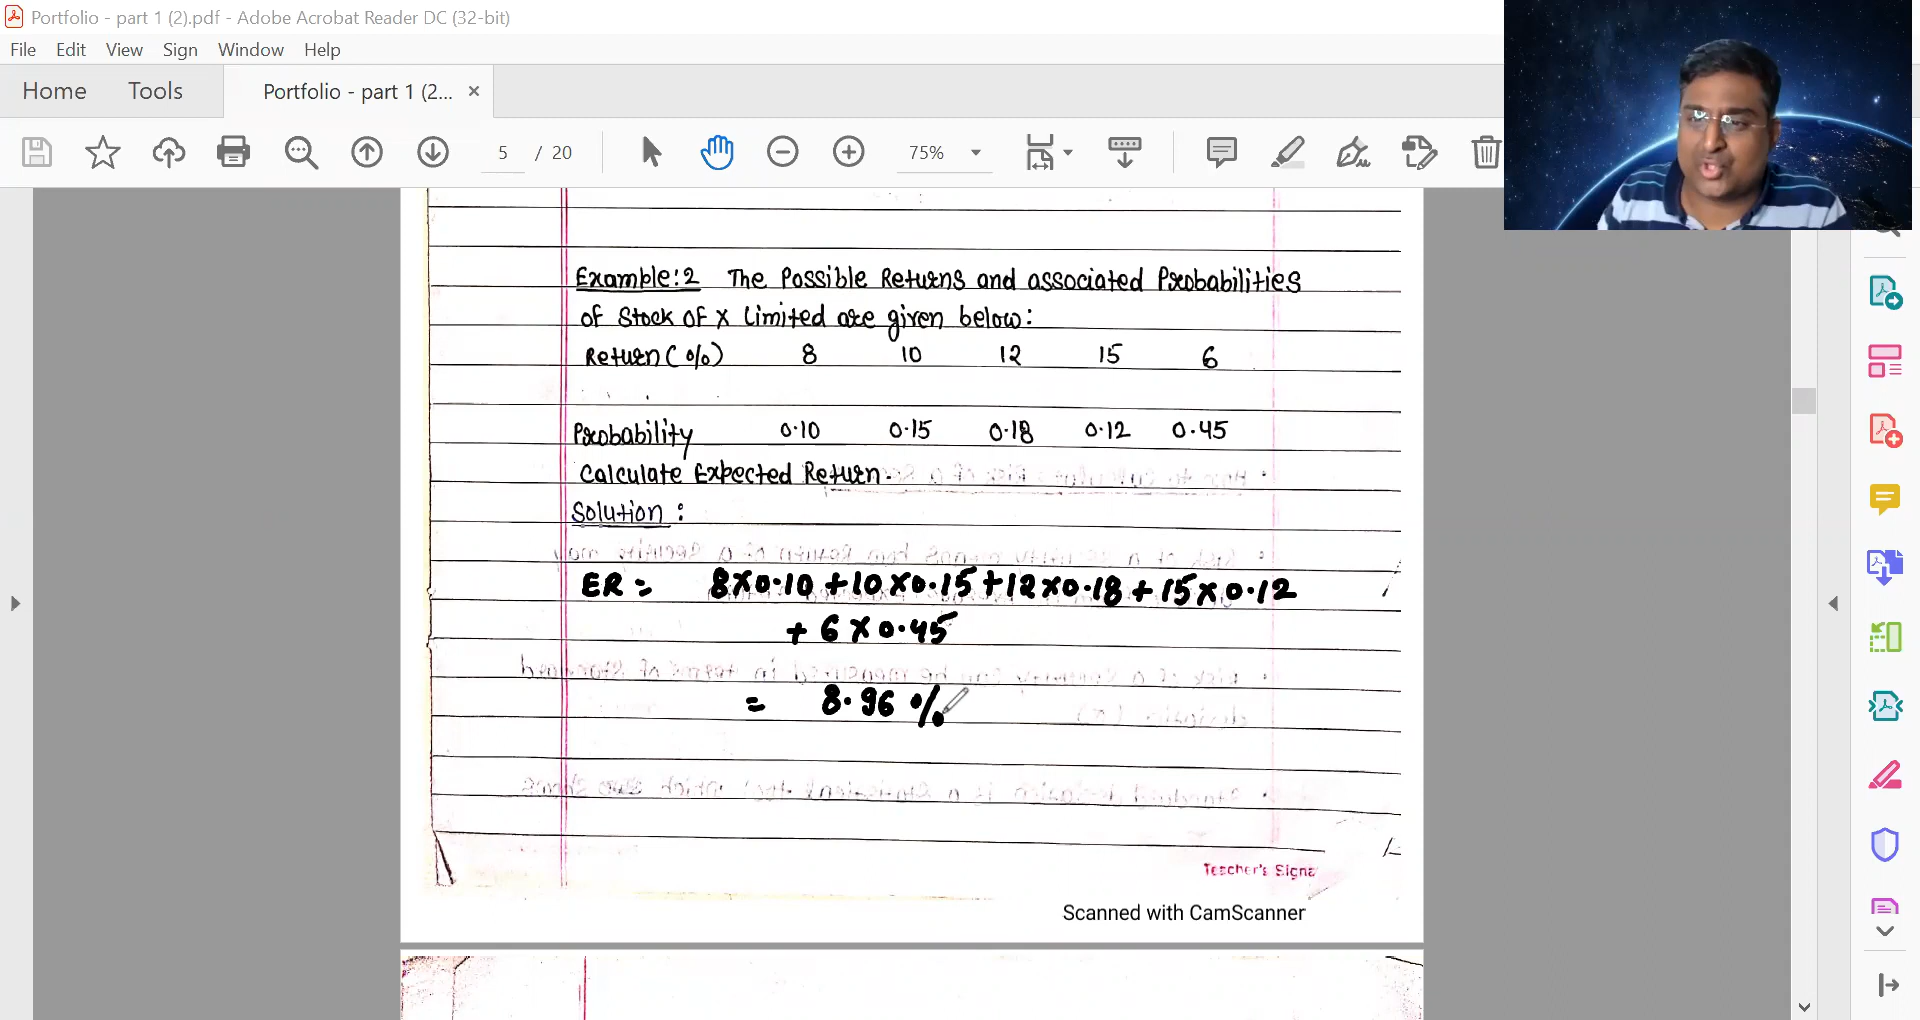 Portfolio - part 1 (2).pdf - Adobe Acrobat Reader DC (32-bit)
File Edit View Sign Window Help
Home Tools Portfolio - part 1 (2... ×
5 / 20 75%
Example:2 The Possible Returns and associated Probabilities
of Stock of X Limited are given below:
Return (%) 8 10 12 15 6
Probability 0.10 0.15 0.18 0.12 0.45
Calculate Expected Return.
Solution:
ER = 8×0.10 + 10×0.15 + 12×0.18 + 15×0.12
+ 6×0.45
= 8.96 %
Teacher's Signa
Scanned with CamScanner